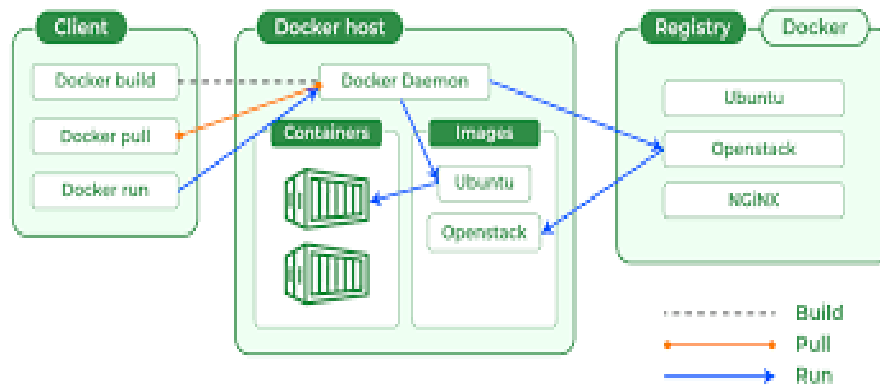 Client
Docker build
Docker pull
Docker run
Docker host
Docker Daemon
Containers
Images
Ubuntu
Openstack
Registry
Docker
Ubuntu
Openstack
NGiNX
Build
Pull
Run